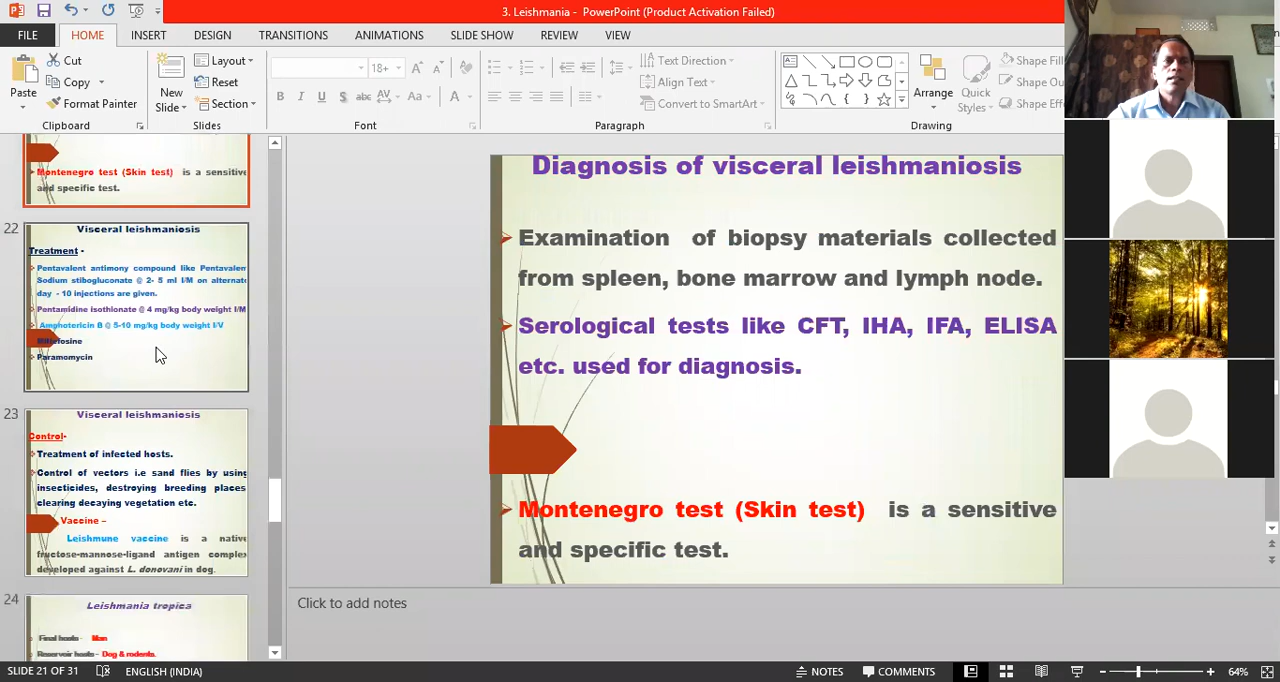 3. Leishmania - PowerPoint (Product Activation Failed)
FILE HOME INSERT DESIGN TRANSITIONS ANIMATIONS SLIDE SHOW REVIEW VIEW
Paste
Cut
Copy
Format Painter
Clipboard
New Slide
Layout
Reset
Section
Slides
18
B I U S abc AV Aa A
Font
Text Direction
Align Text
Convert to SmartArt
Paragraph
Arrange
Quick Styles
Drawing
Shape Fill
Shape Ou
Shape Effe
Montenegro test (Skin test) is a sensitive
and specific test.
22
Visceral leishmaniosis
Treatment -
Pentavalent antimony compound like Pentavalen
Sodium stibogluconate @ 2- 5 ml I/M on alternate
day - 10 injections are given.
Pentamidine isothionate @ 4 mg/kg body weight I/M
Amphotericin B @ 5-10 mg/kg body weight I/V
Miltefosine
Paramomycin
23
Visceral leishmaniosis
Control-
Treatment of infected hosts.
Control of vectors i.e sand flies by using
insecticides, destroying breeding places
clearing decaying vegetation etc.
Vaccine –
Leishmune vaccine is a native
fructose-mannose-ligand antigen complex
developed against L. donovani in dog.
24
Leishmania tropica
Final hosts - Man
Reservoir hosts - Dog & rodents.
Diagnosis of visceral leishmaniosis
Examination of biopsy materials collected
from spleen, bone marrow and lymph node.
Serological tests like CFT, IHA, IFA, ELISA
etc. used for diagnosis.
Montenegro test (Skin test) is a sensitive
and specific test.
Click to add notes
SLIDE 21 OF 31 ENGLISH (INDIA) NOTES COMMENTS 64%